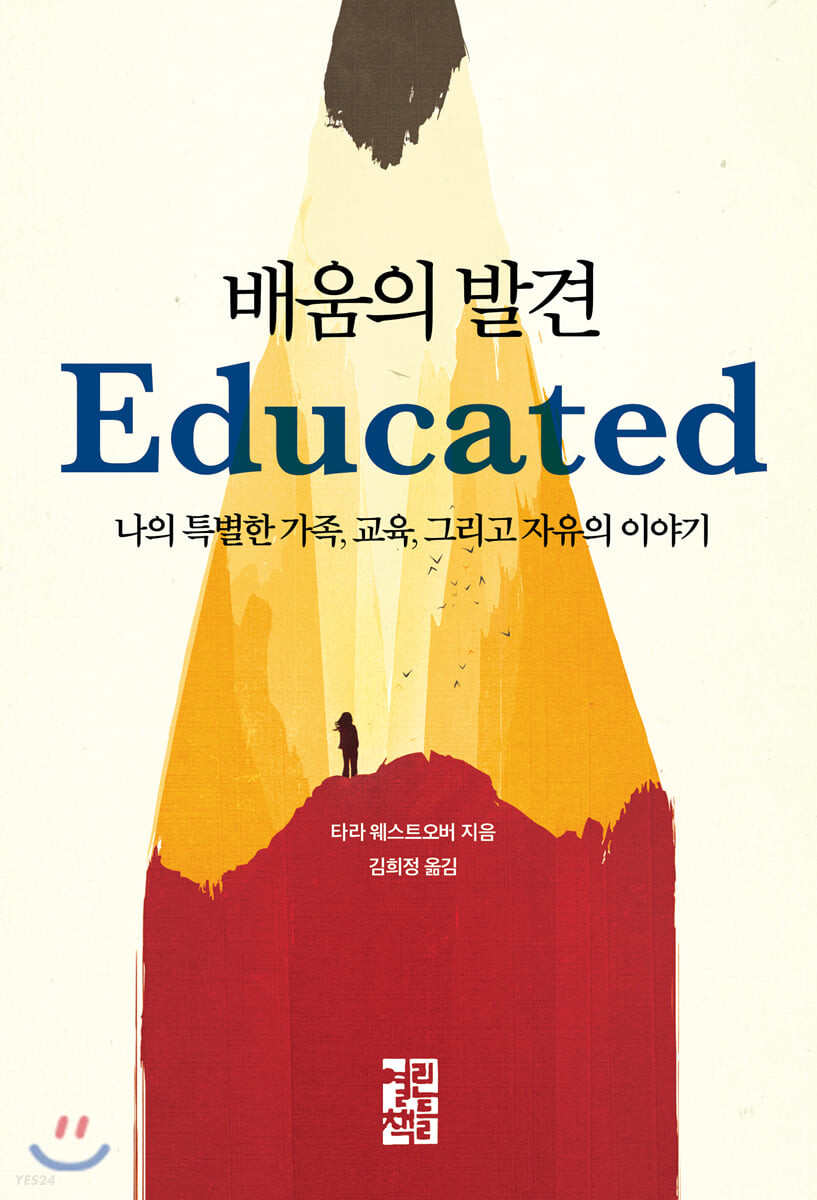 배움의 발견
Educated
나의 특별한 가족, 교육, 그리고 자유의 이야기
타라 웨스트오버 지음
김희정 옮김
열린
책들
YES24